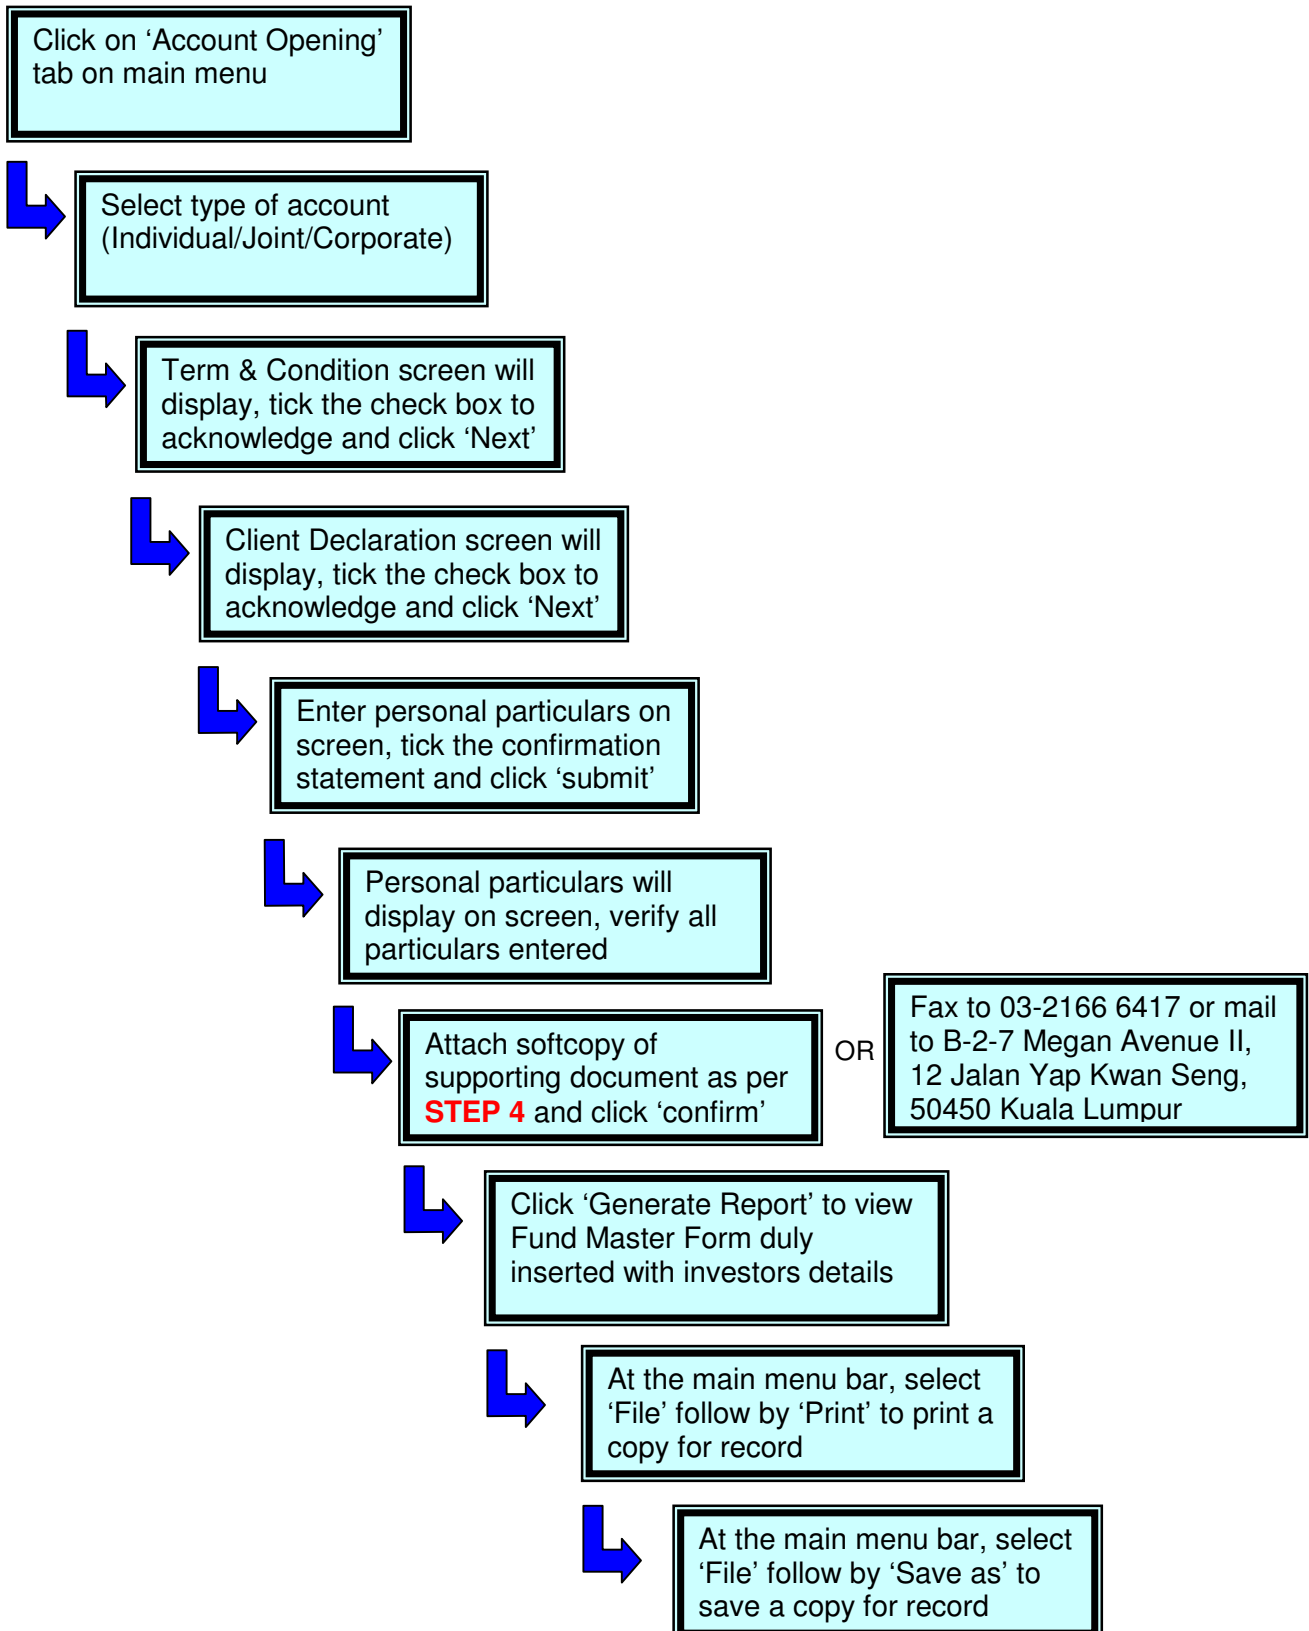 Click on ‘Account Opening’
tab on main menu
Select type of account
(Individual/Joint/Corporate)
Term & Condition screen will
display, tick the check box to
acknowledge and click ‘Next’
Client Declaration screen will
display, tick the check box to
acknowledge and click ‘Next’
Enter personal particulars on
screen, tick the confirmation
statement and click ‘submit’
Personal particulars will
display on screen, verify all
particulars entered
Attach softcopy of
supporting document as per
STEP 4 and click ‘confirm’
OR
Fax to 03-2166 6417 or mail
to B-2-7 Megan Avenue II,
12 Jalan Yap Kwan Seng,
50450 Kuala Lumpur
Click ‘Generate Report’ to view
Fund Master Form duly
inserted with investors details
At the main menu bar, select
‘File’ follow by ‘Print’ to print a
copy for record
At the main menu bar, select
‘File’ follow by ‘Save as’ to
save a copy for record